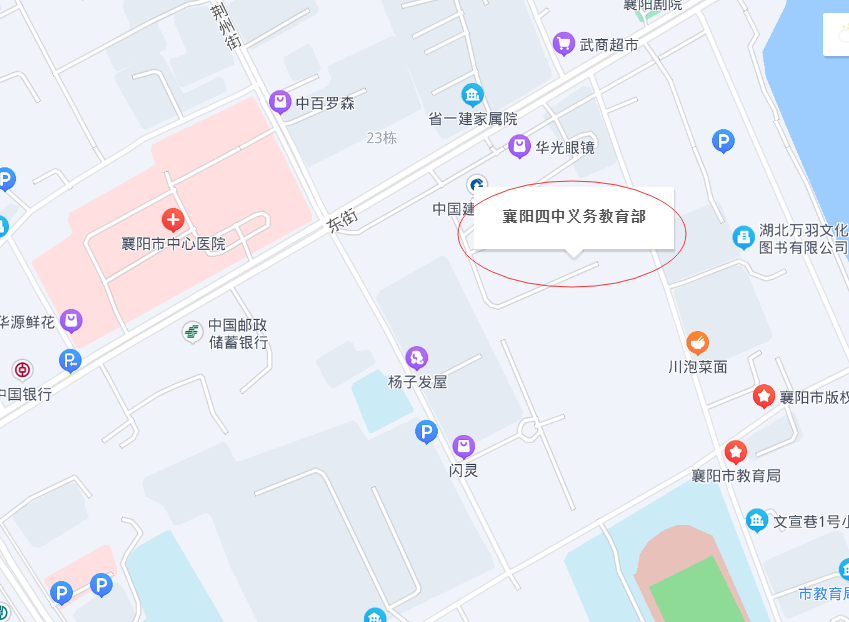 襄阳剧院
荆州街
武商超市
中百罗森
省一建家属院
23栋
华光眼镜
P
P
中国建
襄阳四中义务教育部
东街
襄阳市中心医院
湖北万羽文化
图书有限公司
华源鲜花
中国邮政
储蓄银行
P
川泡菜面
中国银行
杨子发屋
襄阳市版权
P
闪灵
襄阳市教育局
文宣巷1号小
P
P
市教育局